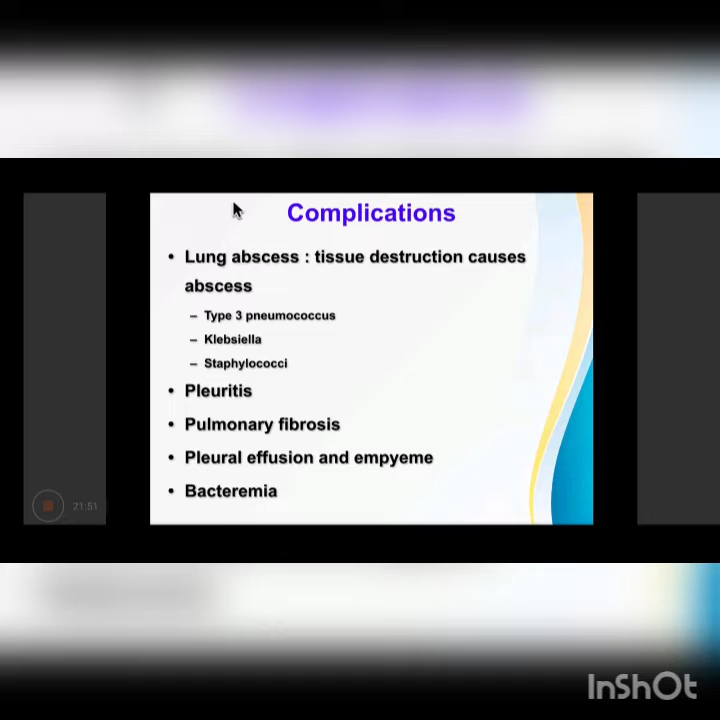 Complications
• Lung abscess : tissue destruction causes
abscess
– Type 3 pneumococcus
– Klebsiella
– Staphylococci
• Pleuritis
• Pulmonary fibrosis
• Pleural effusion and empyeme
• Bacteremia
21:51
InShOt